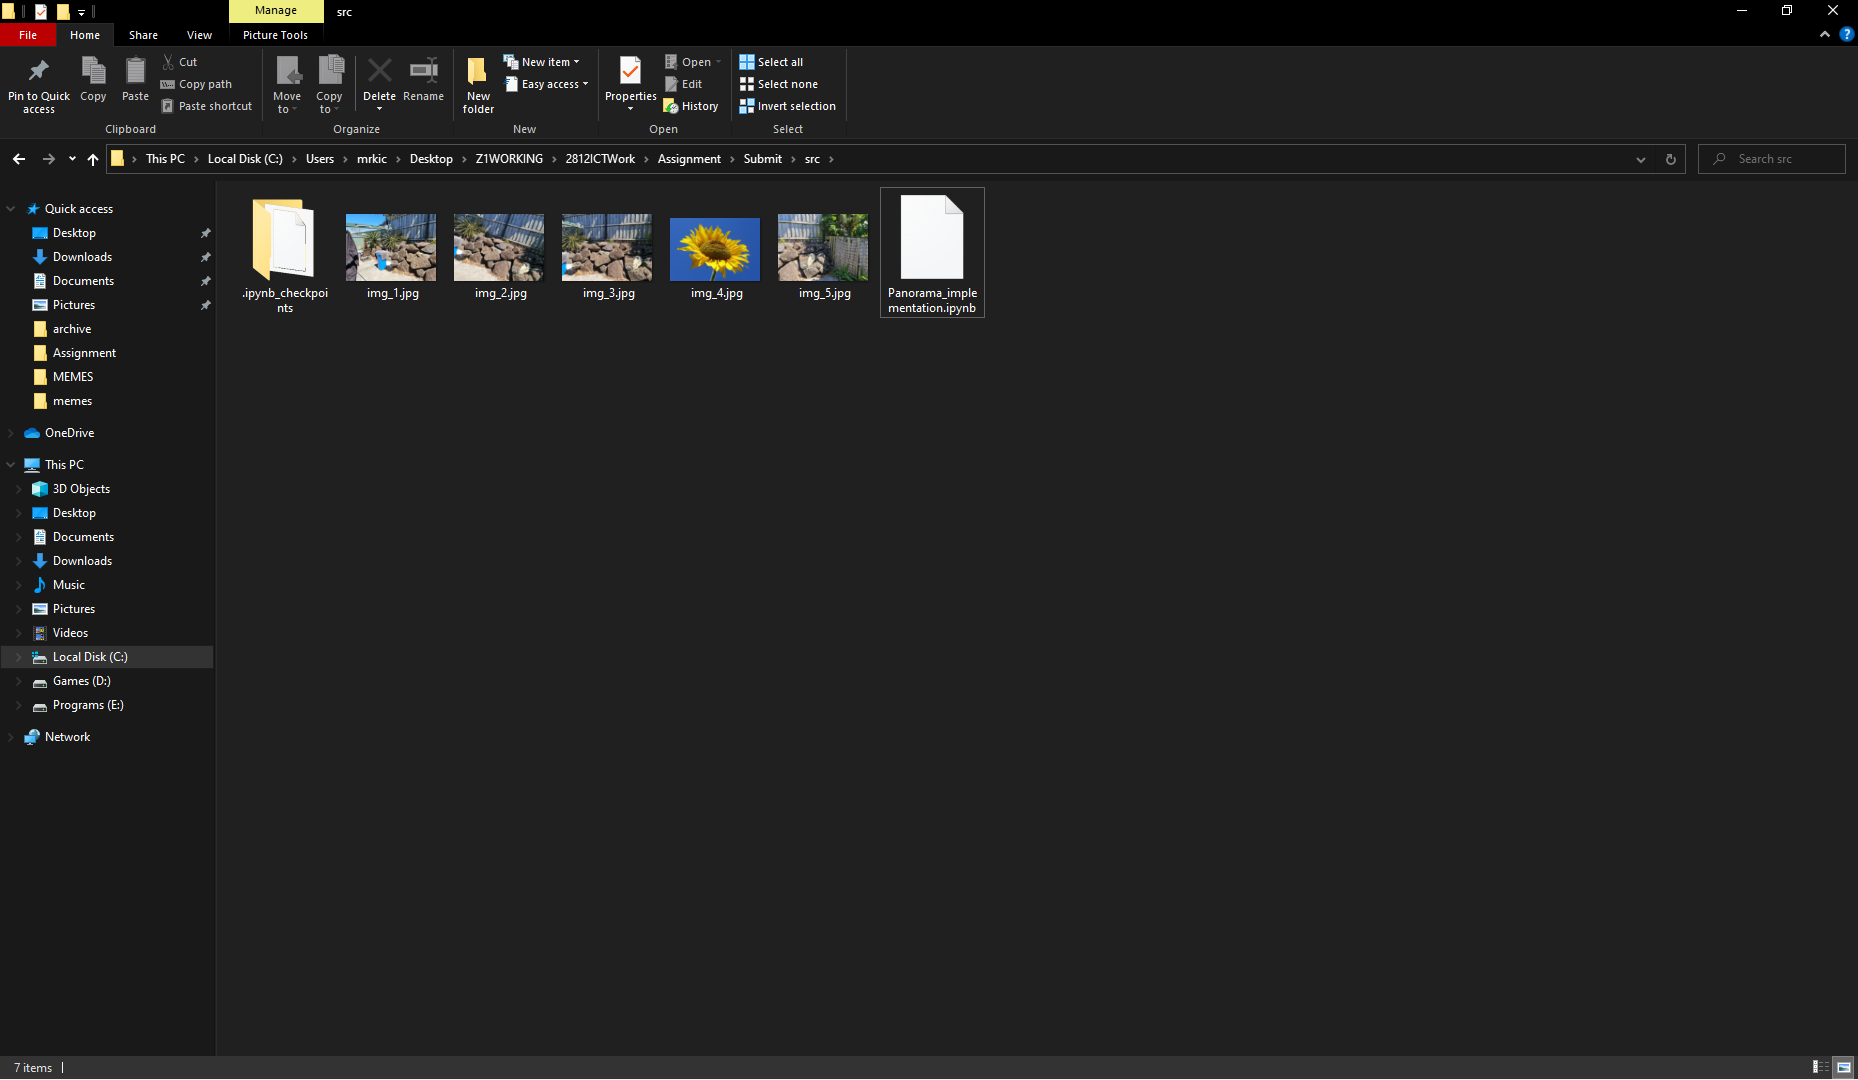 Manage
src
File
Home
Share
View
Picture Tools
Pin to Quick
access
Copy
Paste
Cut
Copy path
Paste shortcut
Clipboard
Move
to
Copy
to
Delete
Rename
Organize
New
folder
New item
Easy access
New
Properties
Open
Edit
History
Open
Select all
Select none
Invert selection
Select
This PC
Local Disk (C:)
Users
mrkic
Desktop
Z1WORKING
2812ICTWork
Assignment
Submit
src
Search src
Quick access
Desktop
Downloads
Documents
Pictures
archive
Assignment
MEMES
memes
OneDrive
This PC
3D Objects
Desktop
Documents
Downloads
Music
Pictures
Videos
Local Disk (C:)
Games (D:)
Programs (E:)
Network
.ipynb_checkpoi
nts
img_1.jpg
img_2.jpg
img_3.jpg
img_4.jpg
img_5.jpg
Panorama_imple
mentation.ipynb
7 items